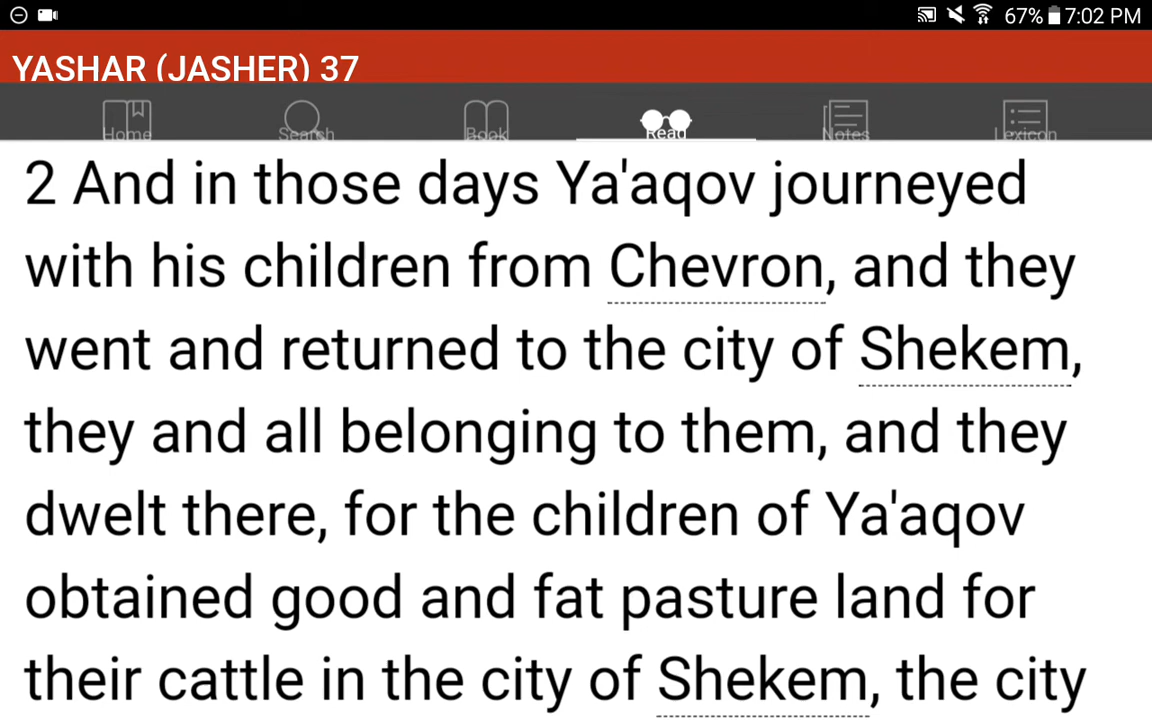 67% 7:02 PM
YASHAR (JASHER) 37
Home Search Book Read Notes Lexicon
2 And in those days Ya'aqov journeyed
with his children from Chevron, and they
went and returned to the city of Shekem,
they and all belonging to them, and they
dwelt there, for the children of Ya'aqov
obtained good and fat pasture land for
their cattle in the city of Shekem, the city